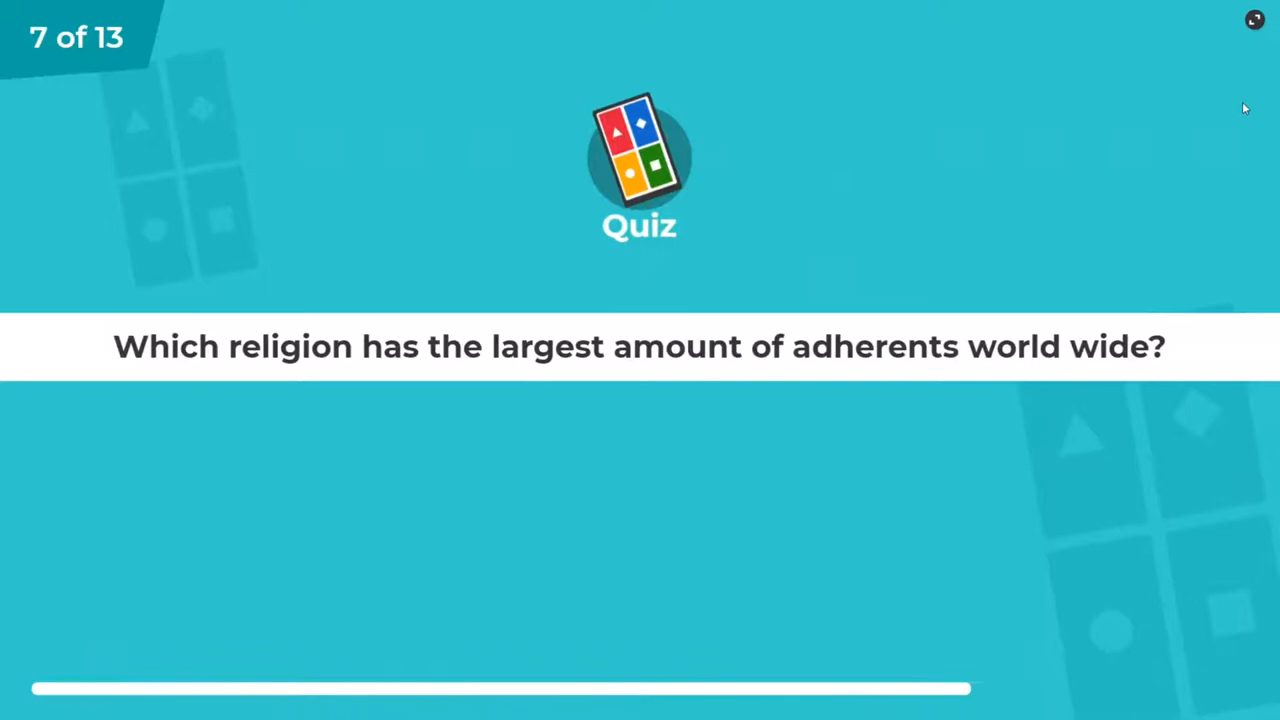 7 of 13
Quiz
Which religion has the largest amount of adherents world wide?